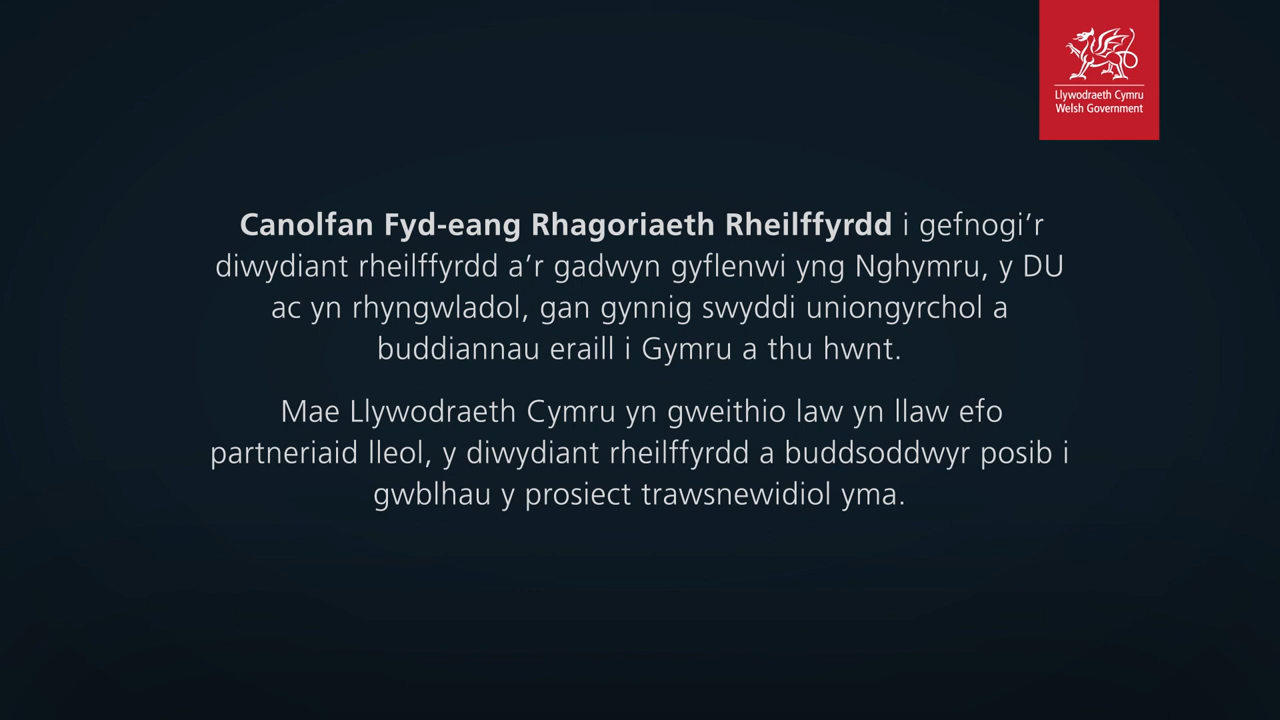 Llywodraeth Cymru
Welsh Government
Canolfan Fyd-eang Rhagoriaeth Rheilffyrdd i gefnogi’r
diwydiant rheilffyrdd a’r gadwyn gyflenwi yng Nghymru, y DU
ac yn rhyngwladol, gan gynnig swyddi uniongyrchol a
buddiannau eraill i Gymru a thu hwnt.
Mae Llywodraeth Cymru yn gweithio law yn llaw efo
partneriaid lleol, y diwydiant rheilffyrdd a buddsoddwyr posib i
gwblhau y prosiect trawsnewidiol yma.